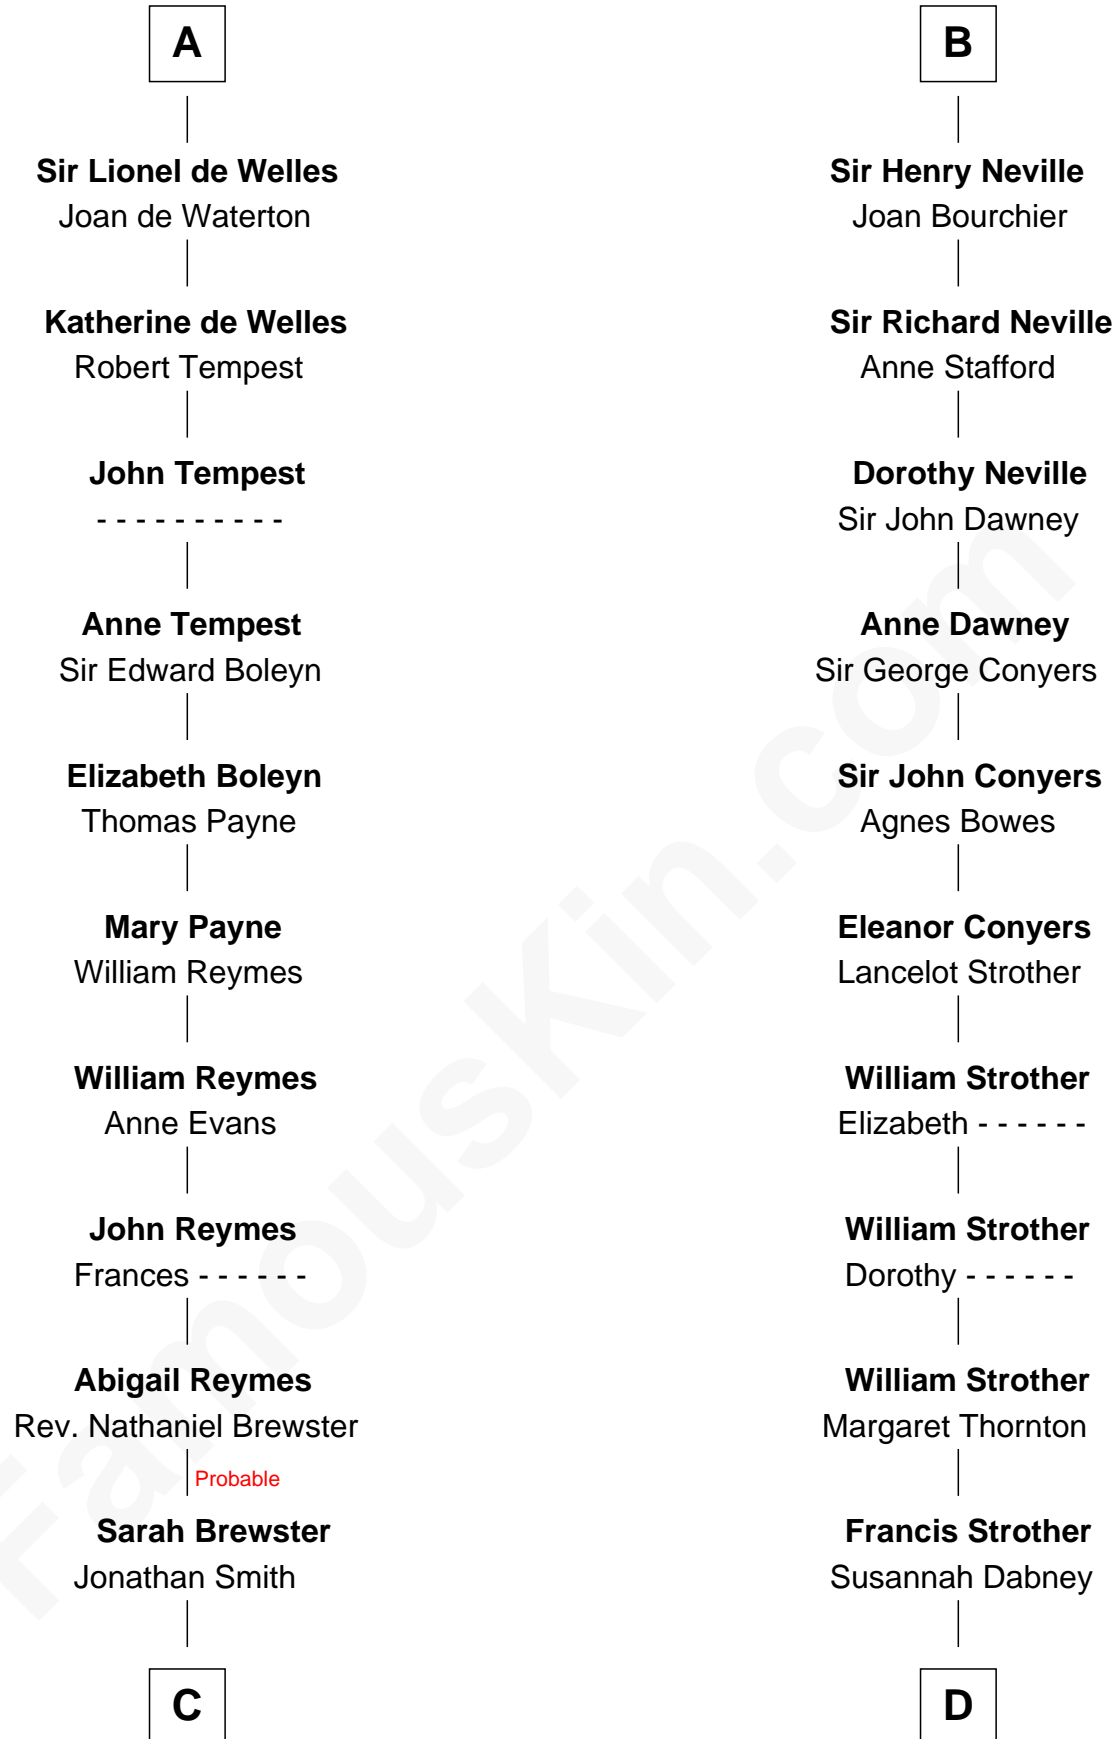 A
Sir Lionel de Welles
Joan de Waterton
Katherine de Welles
Robert Tempest
John Tempest
- - - - - - - - - -
Anne Tempest
Sir Edward Boleyn
Elizabeth Boleyn
Thomas Payne
Mary Payne
William Reymes
William Reymes
Anne Evans
John Reymes
Frances - - - - - -
Abigail Reymes
Rev. Nathaniel Brewster
Probable
Sarah Brewster
Jonathan Smith
C
B
Sir Henry Neville
Joan Bourchier
Sir Richard Neville
Anne Stafford
Dorothy Neville
Sir John Dawney
Anne Dawney
Sir George Conyers
Sir John Conyers
Agnes Bowes
Eleanor Conyers
Lancelot Strother
William Strother
Elizabeth - - - - - -
William Strother
Dorothy - - - - - -
William Strother
Margaret Thornton
Francis Strother
Susannah Dabney
D
FamousKin.com